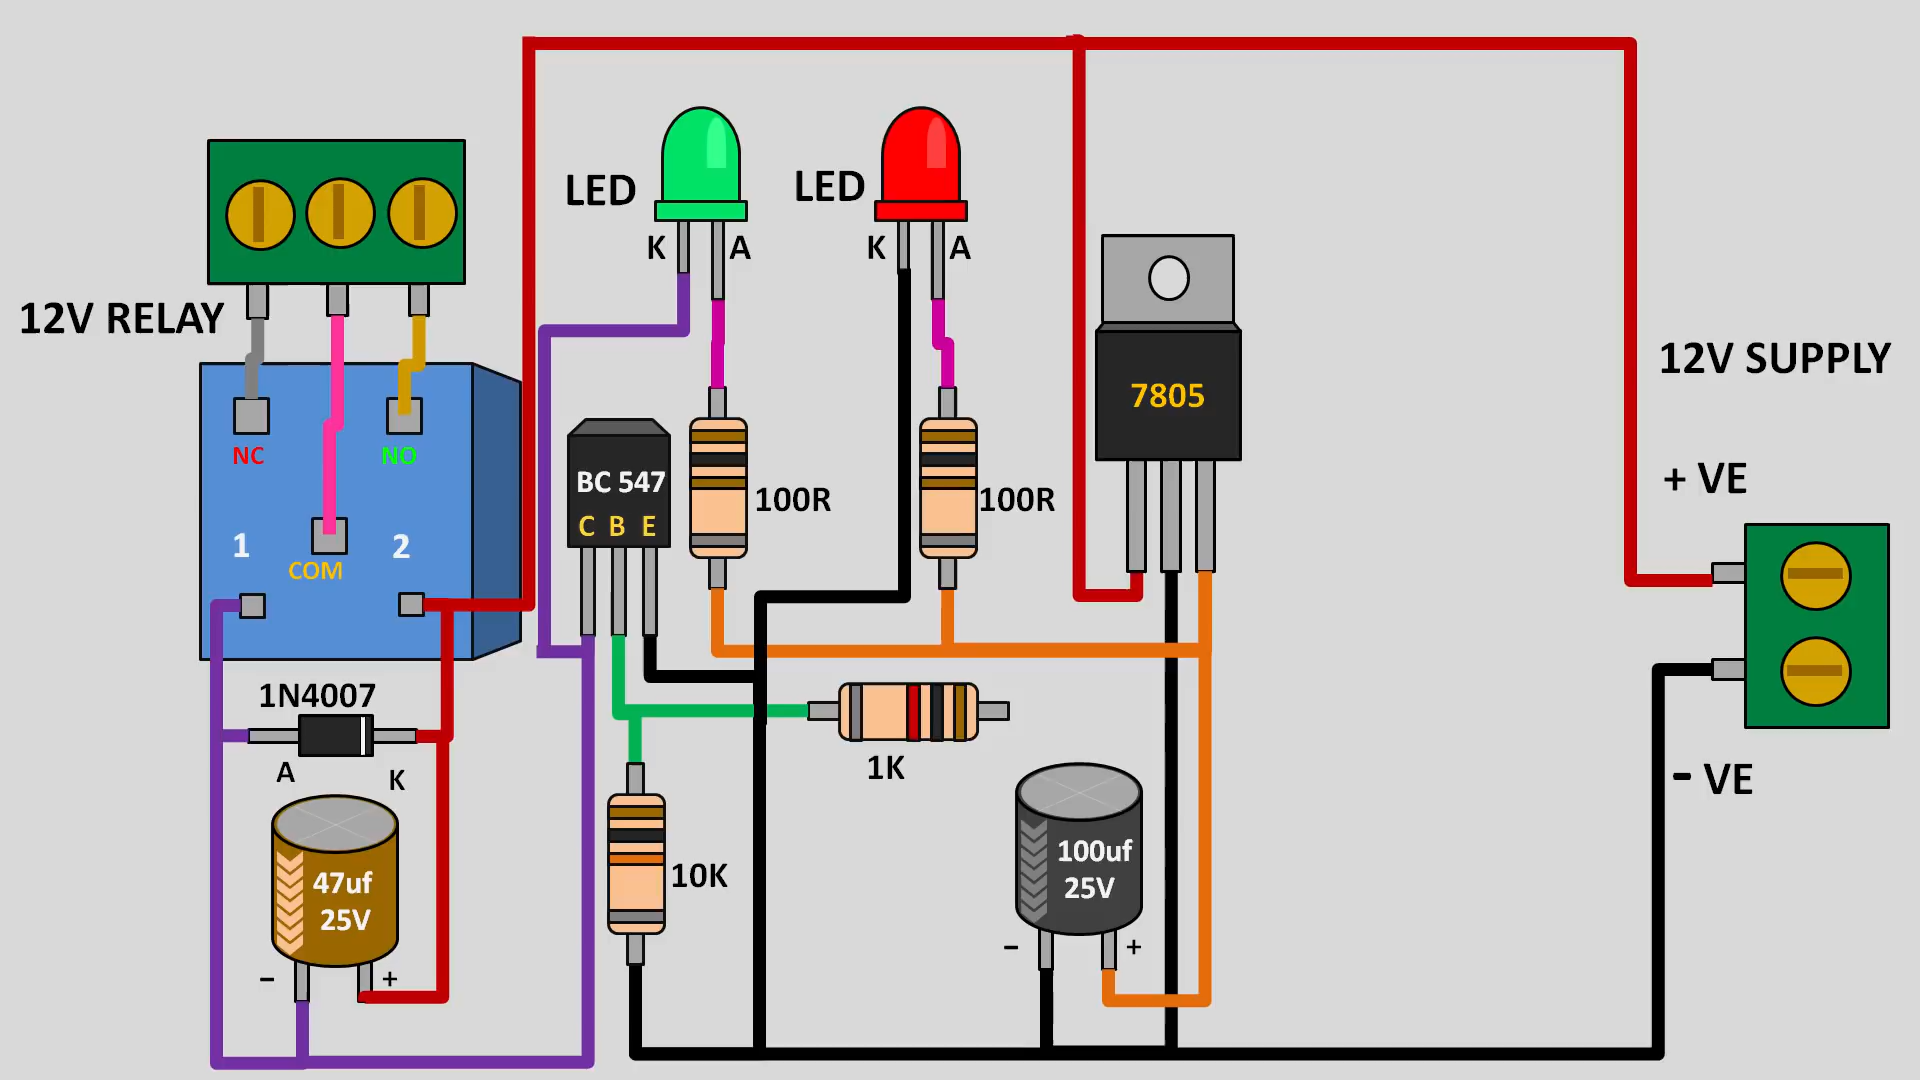 LED
LED
K
A
K
A
12V RELAY
7805
12V SUPPLY
NC
NO
BC 547
C B E
100R
100R
+ VE
1
2
COM
1N4007
A
K
1K
- VE
47uf
25V
10K
100uf
25V
-
+
-
+